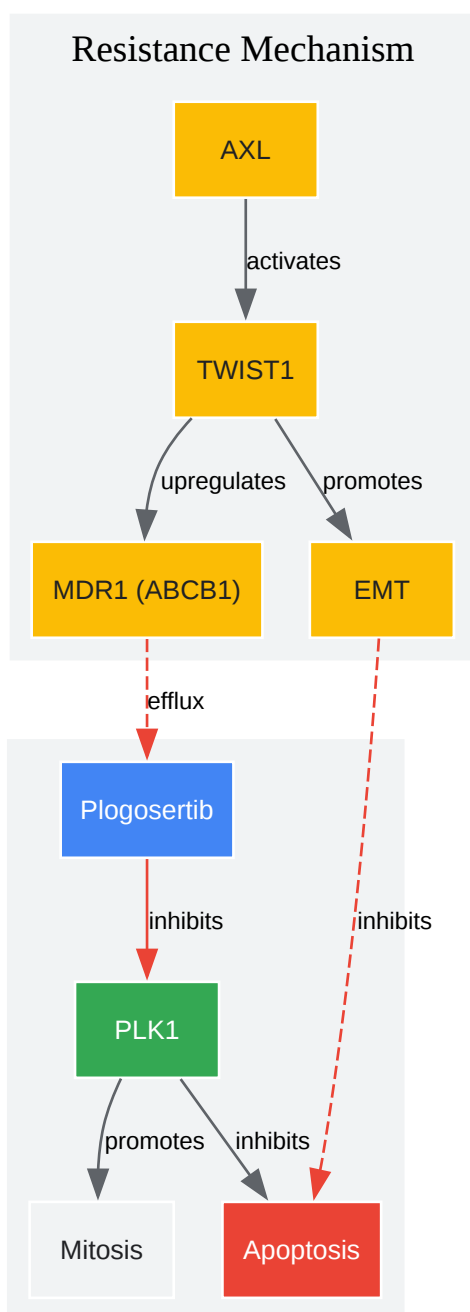 Resistance Mechanism
AXL
activates
TWIST1
upregulates
promotes
MDR1 (ABCB1)
EMT
efflux
Plogosertib
inhibits
inhibits
PLK1
promotes
inhibits
Mitosis
Apoptosis